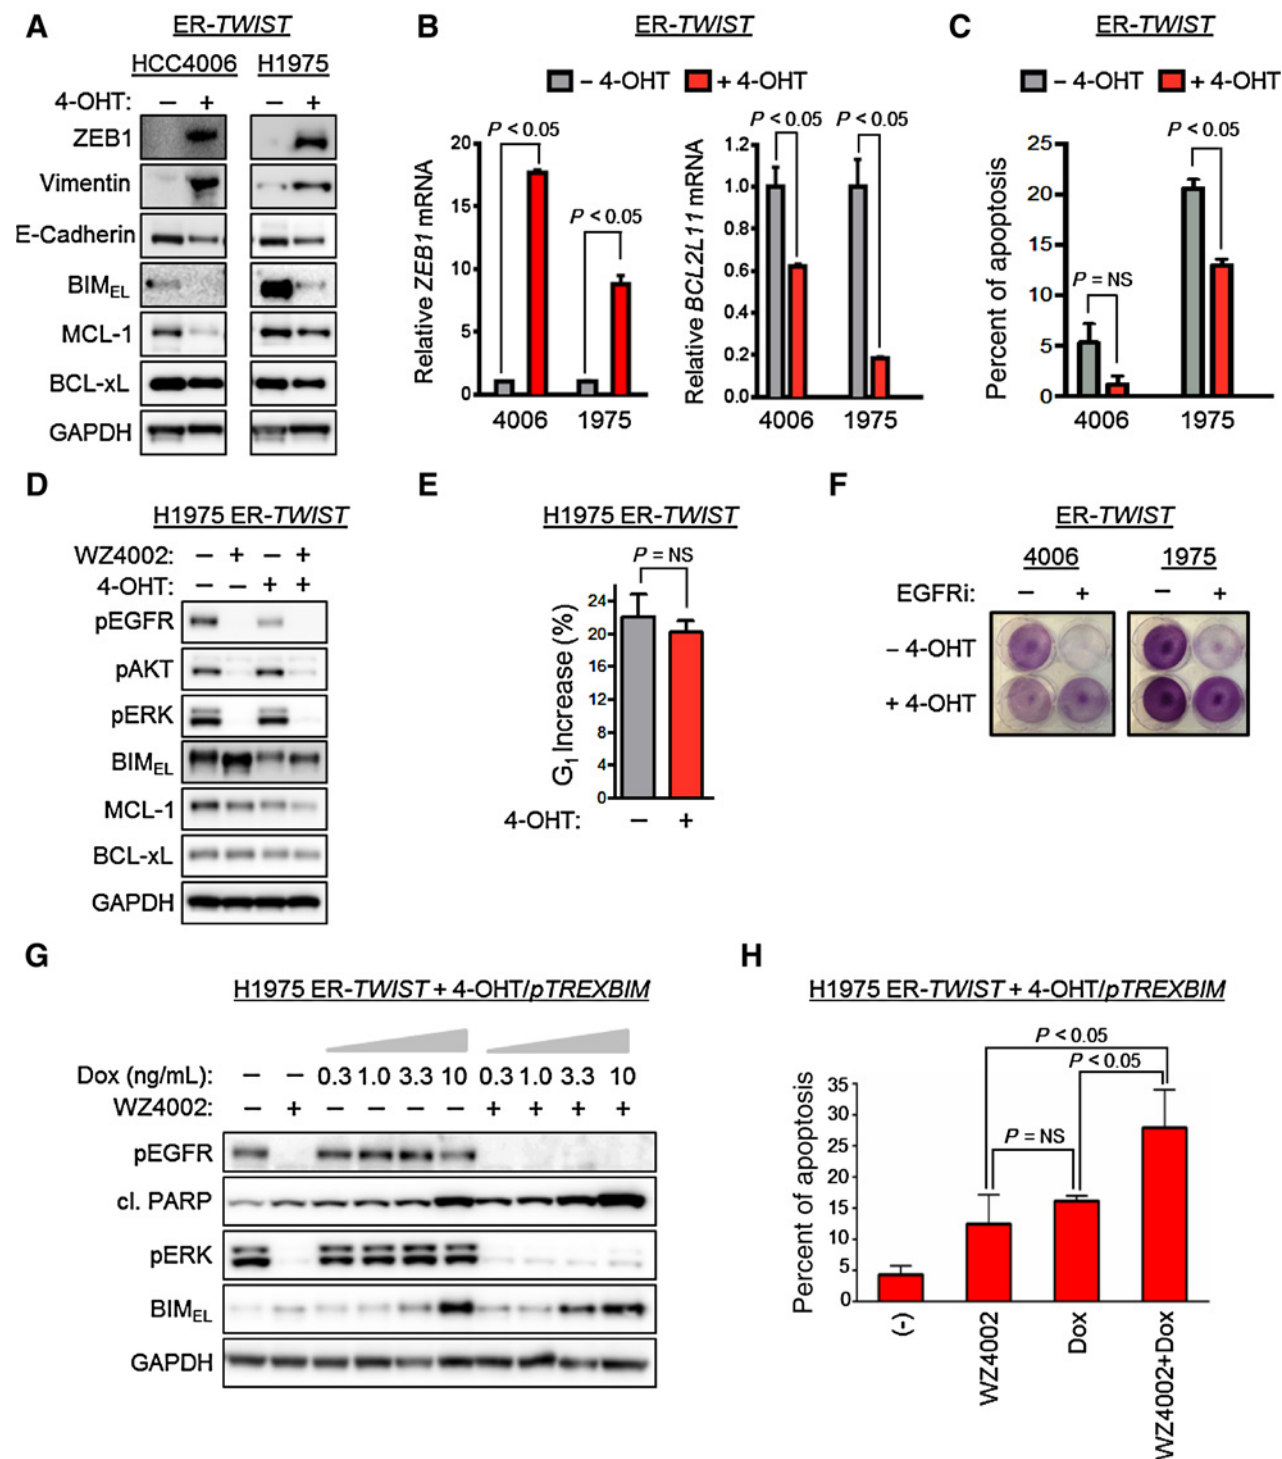 A
ER-TWIST
HCC4006 H1975
4-OHT: – + – +
ZEB1
Vimentin
E-Cadherin
BIMEL
MCL-1
BCL-xL
GAPDH
B
ER-TWIST
– 4-OHT + 4-OHT
Relative ZEB1 mRNA
20
15
10
5
0
P < 0.05
P < 0.05
4006 1975
Relative BCL2L11 mRNA
1.2
1.0
0.8
0.6
0.4
0.2
0.0
P < 0.05 P < 0.05
4006 1975
C
ER-TWIST
– 4-OHT + 4-OHT
Percent of apoptosis
25
20
15
10
5
0
P < 0.05
P = NS
4006 1975
D
H1975 ER-TWIST
WZ4002: – + – +
4-OHT: – – + +
pEGFR
pAKT
pERK
BIMEL
MCL-1
BCL-xL
GAPDH
E
H1975 ER-TWIST
P = NS
G1 Increase (%)
24
20
16
12
8
4
0
4-OHT: – +
F
ER-TWIST
4006 1975
EGFRi: – + – +
– 4-OHT
+ 4-OHT
G
H1975 ER-TWIST + 4-OHT/pTREXBIM
Dox (ng/mL): – – 0.3 1.0 3.3 10 0.3 1.0 3.3 10
WZ4002: – + – – – – + + + +
pEGFR
cl. PARP
pERK
BIMEL
GAPDH
H
H1975 ER-TWIST + 4-OHT/pTREXBIM
P < 0.05
P < 0.05
P = NS
Percent of apoptosis
35
30
25
20
15
10
5
0
(-)
WZ4002
Dox
WZ4002+Dox